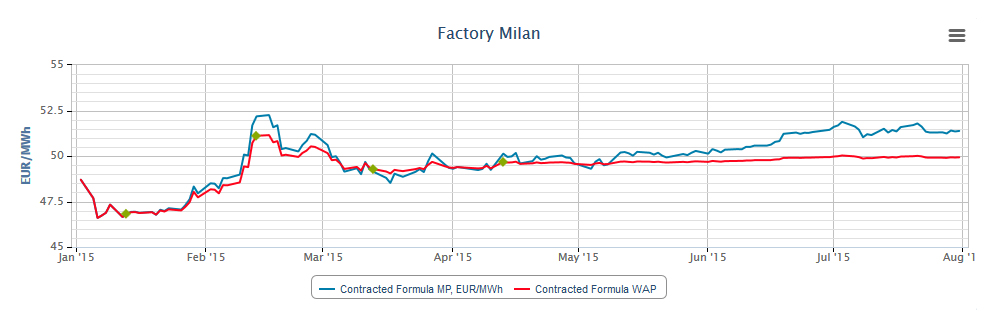 Factory Milan
EUR/MWh
55
52.5
50
47.5
45
Jan '15
Feb '15
Mar '15
Apr '15
May '15
Jun '15
Jul '15
Aug '1
Contracted Formula MP, EUR/MWh
Contracted Formula WAP